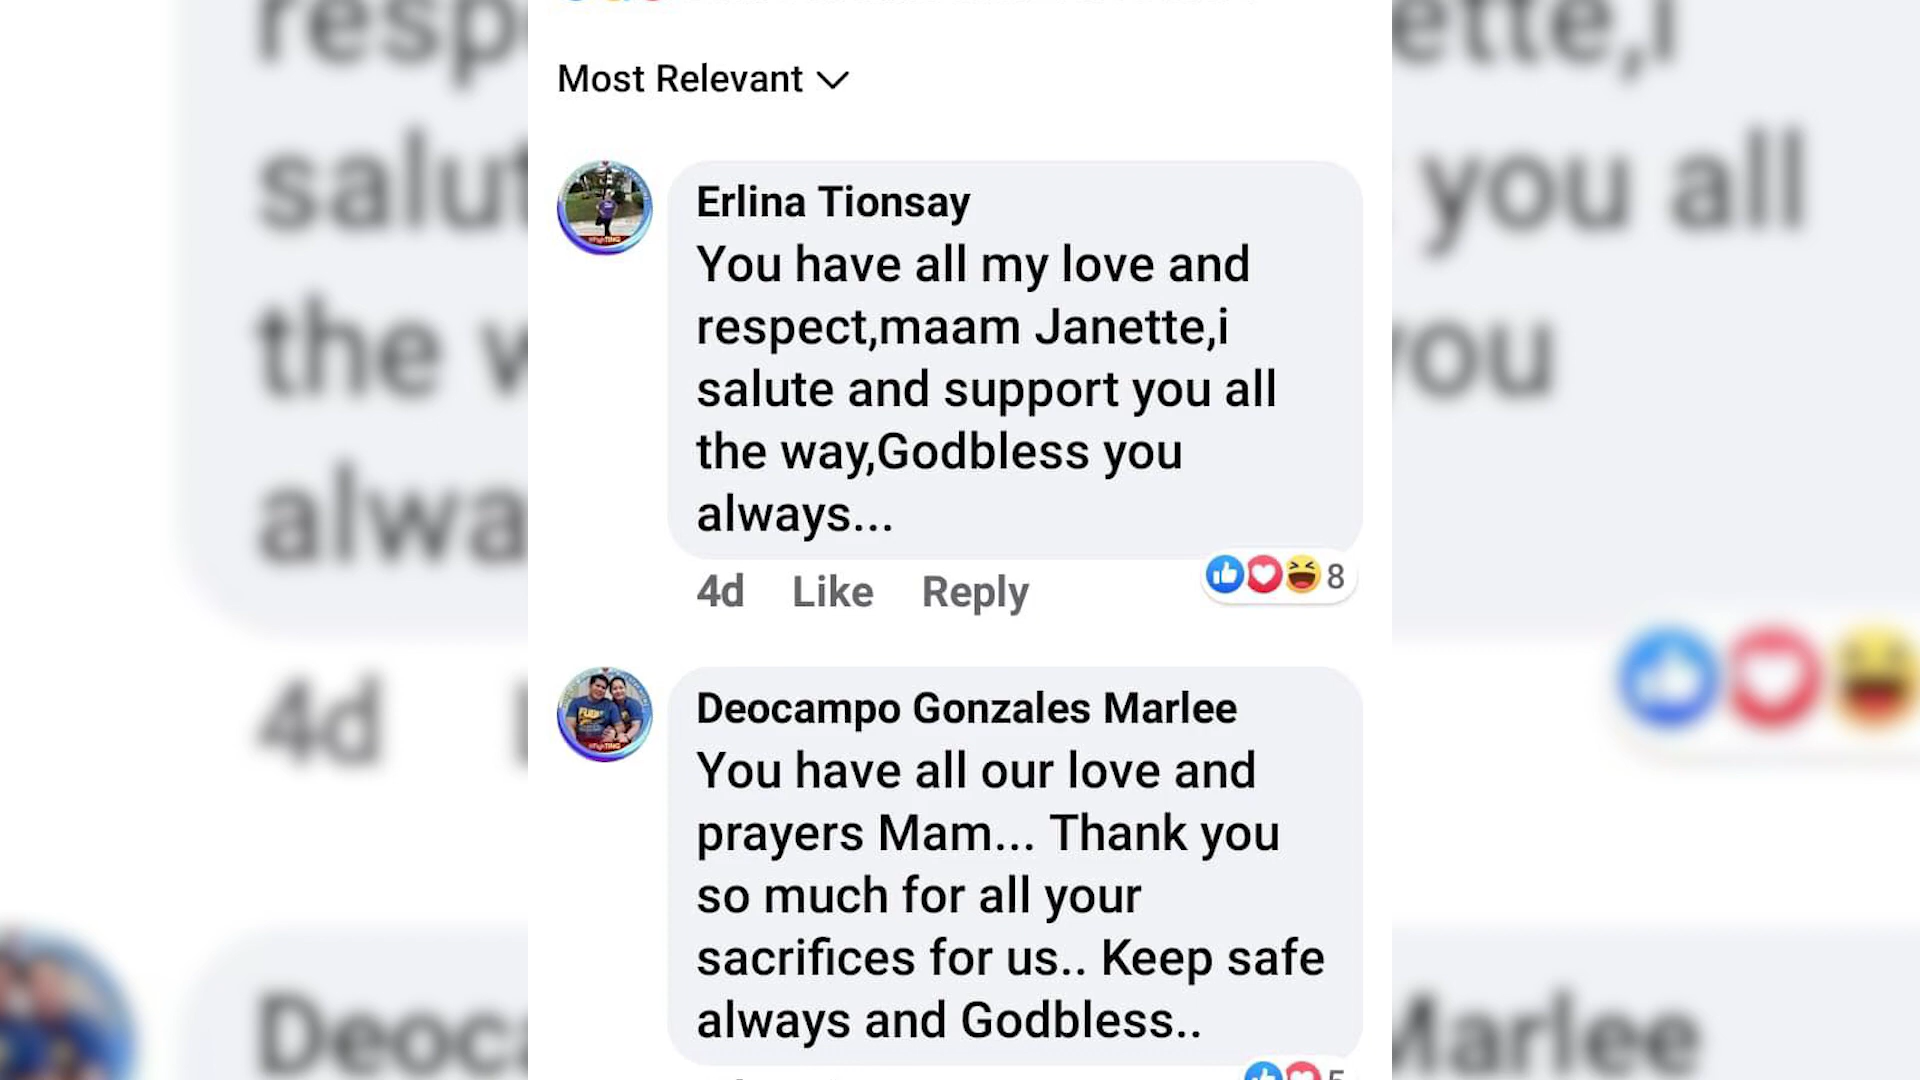 Most Relevant
Erlina Tionsay
You have all my love and
respect,maam Janette,i
salute and support you all
the way,Godbless you
always...
4d Like Reply 8
Deocampo Gonzales Marlee
You have all our love and
prayers Mam... Thank you
so much for all your
sacrifices for us.. Keep safe
always and Godbless..